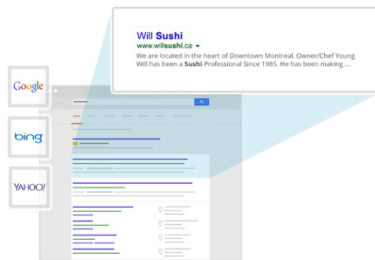 Will Sushi
www.willsushi.ca
We are located in the heart of Downtown Montreal. Owner/Chef Young
Will has been a Sushi Professional Since 1985. He has been making ...
Google
bing
YAHOO!